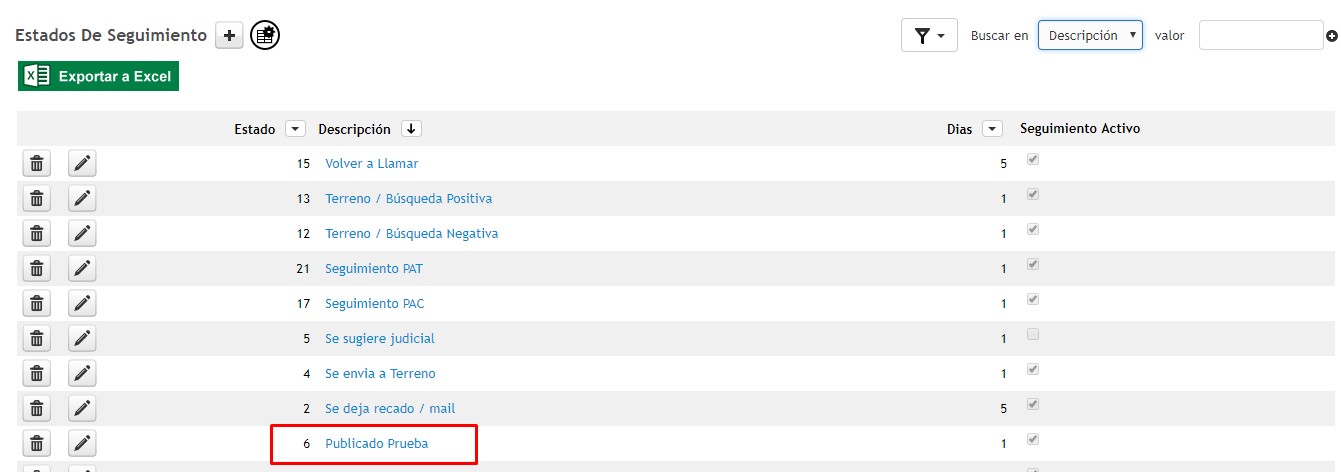 Estados De Seguimiento
Buscar en Descripción valor
Exportar a Excel
Estado Descripción Dias Seguimiento Activo
15 Volver a Llamar 5
13 Terreno / Búsqueda Positiva 1
12 Terreno / Búsqueda Negativa 1
21 Seguimiento PAT 1
17 Seguimiento PAC 1
5 Se sugiere judicial 1
4 Se envia a Terreno 1
2 Se deja recado / mail 5
6 Publicado Prueba 1